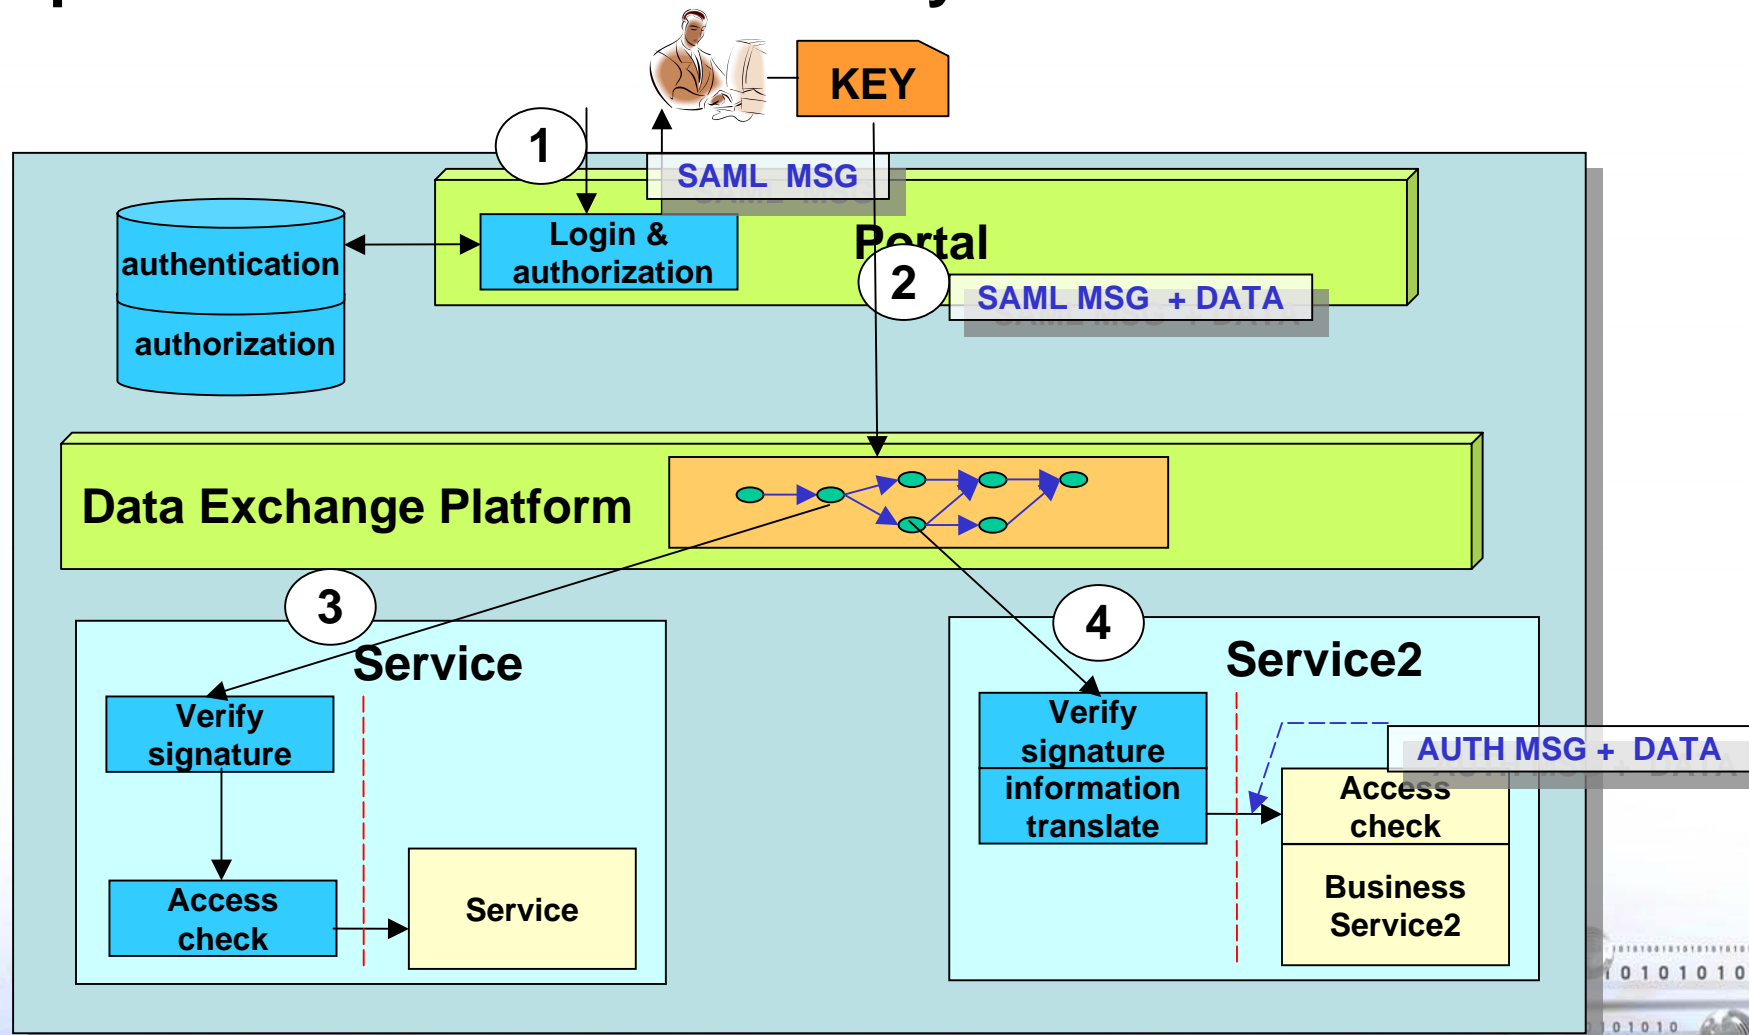 KEY
1
SAML MSG
Portal
Login &
authorization
authentication
authorization
2
SAML MSG + DATA
Data Exchange Platform
3
Service
Verify
signature
Access
check
Service
4
Service2
Verify
signature
information
translate
AUTH MSG + DATA
Access
check
Business
Service2